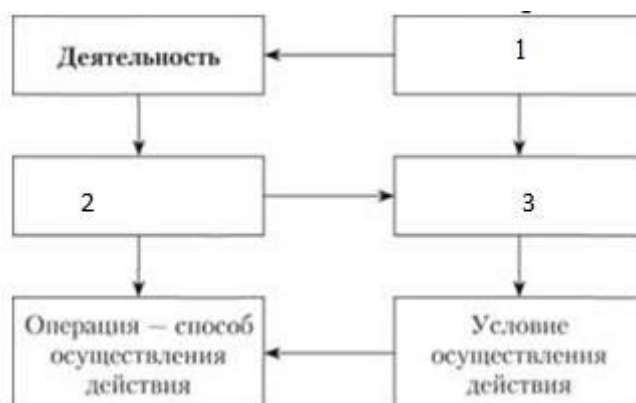 Деятельность
1
2
3
Операция — способ
осуществления
действия
Условие
осуществления
действия